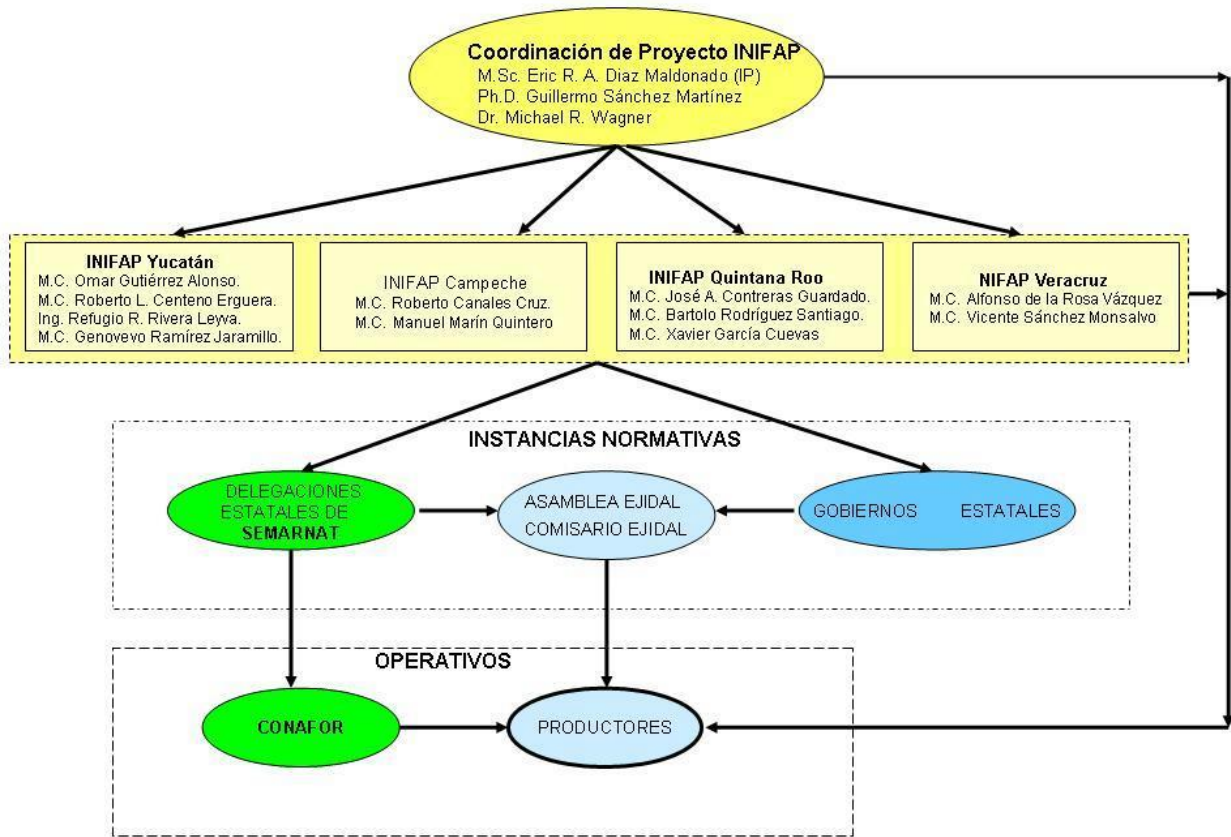 Coordinación de Proyecto INIFAP
M.Sc. Eric R. A. Diaz Maldonado (IP)
Ph.D. Guillermo Sánchez Martínez
Dr. Michael R. Wagner
INIFAP Yucatán
M.C. Omar Gutiérrez Alonso.
M.C. Roberto L. Centeno Erguera.
Ing. Refugio R. Rivera Leyva.
M.C. Genovevo Ramírez Jaramillo.
INIFAP Campeche
M.C. Roberto Canales Cruz.
M.C. Manuel Marín Quintero
INIFAP Quintana Roo
M.C. José A. Contreras Guardado.
M.C. Bartolo Rodríguez Santiago.
M.C. Xavier García Cuevas
NIFAP Veracruz
M.C. Alfonso de la Rosa Vázquez
M.C. Vicente Sánchez Monsalvo
INSTANCIAS NORMATIVAS
DELEGACIONES
ESTATALES DE
SEMARNAT
ASAMBLEA EJIDAL
COMISARIO EJIDAL
GOBIERNOS ESTATALES
OPERATIVOS
CONAFOR
PRODUCTORES